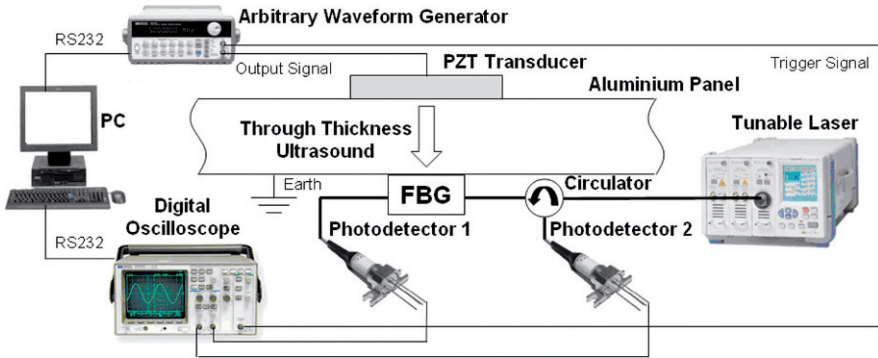 Arbitrary Waveform Generator
RS232
Output Signal
PZT Transducer
Trigger Signal
Aluminium Panel
PC
Through Thickness
Ultrasound
Tunable Laser
Earth
FBG
Circulator
Digital
Oscilloscope
Photodetector 1
Photodetector 2
RS232